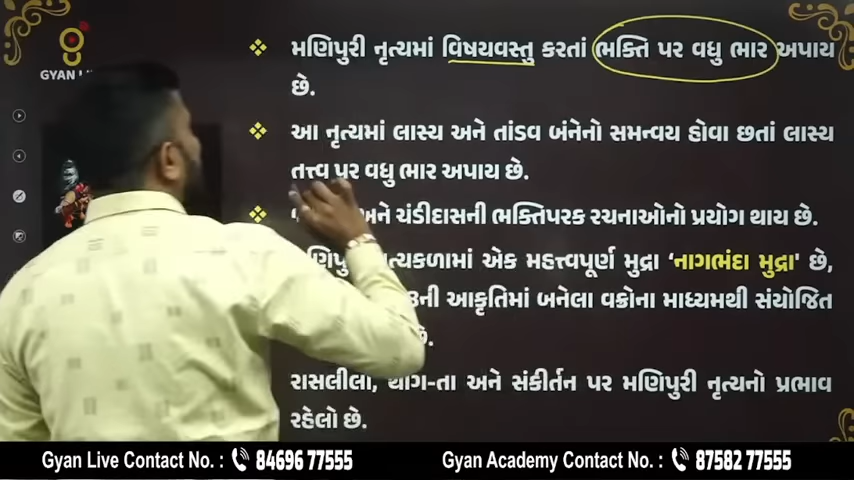 GYAN LI
મણિપુરી નૃત્યમાં વિષયવસ્તુ કરતાં ભક્તિ પર વધુ ભાર અપાય
છે.
આ નૃત્યમાં લાસ્ય અને તાંડવ બંનેનો સમન્વય હોવા છતાં લાસ્ય
તત્ત્વ પર વધુ ભાર અપાય છે.
અને ચંડીદાસની ભક્તિપરક રચનાઓનો પ્રયોગ થાય છે.
એક મહત્ત્વપૂર્ણ મુદ્રા ‘નાગભંદા મુદ્રા' છે,
આકૃતિમાં બનેલા વક્રોના માધ્યમથી સંયોજિત
છે.
રાસલીલા, અને સંકીર્તન પર મણિપુરી નૃત્યનો પ્રભાવ
રહેલો છે.
Gyan Live Contact No. : 84696 77555
Gyan Academy Contact No. : 87582 77555